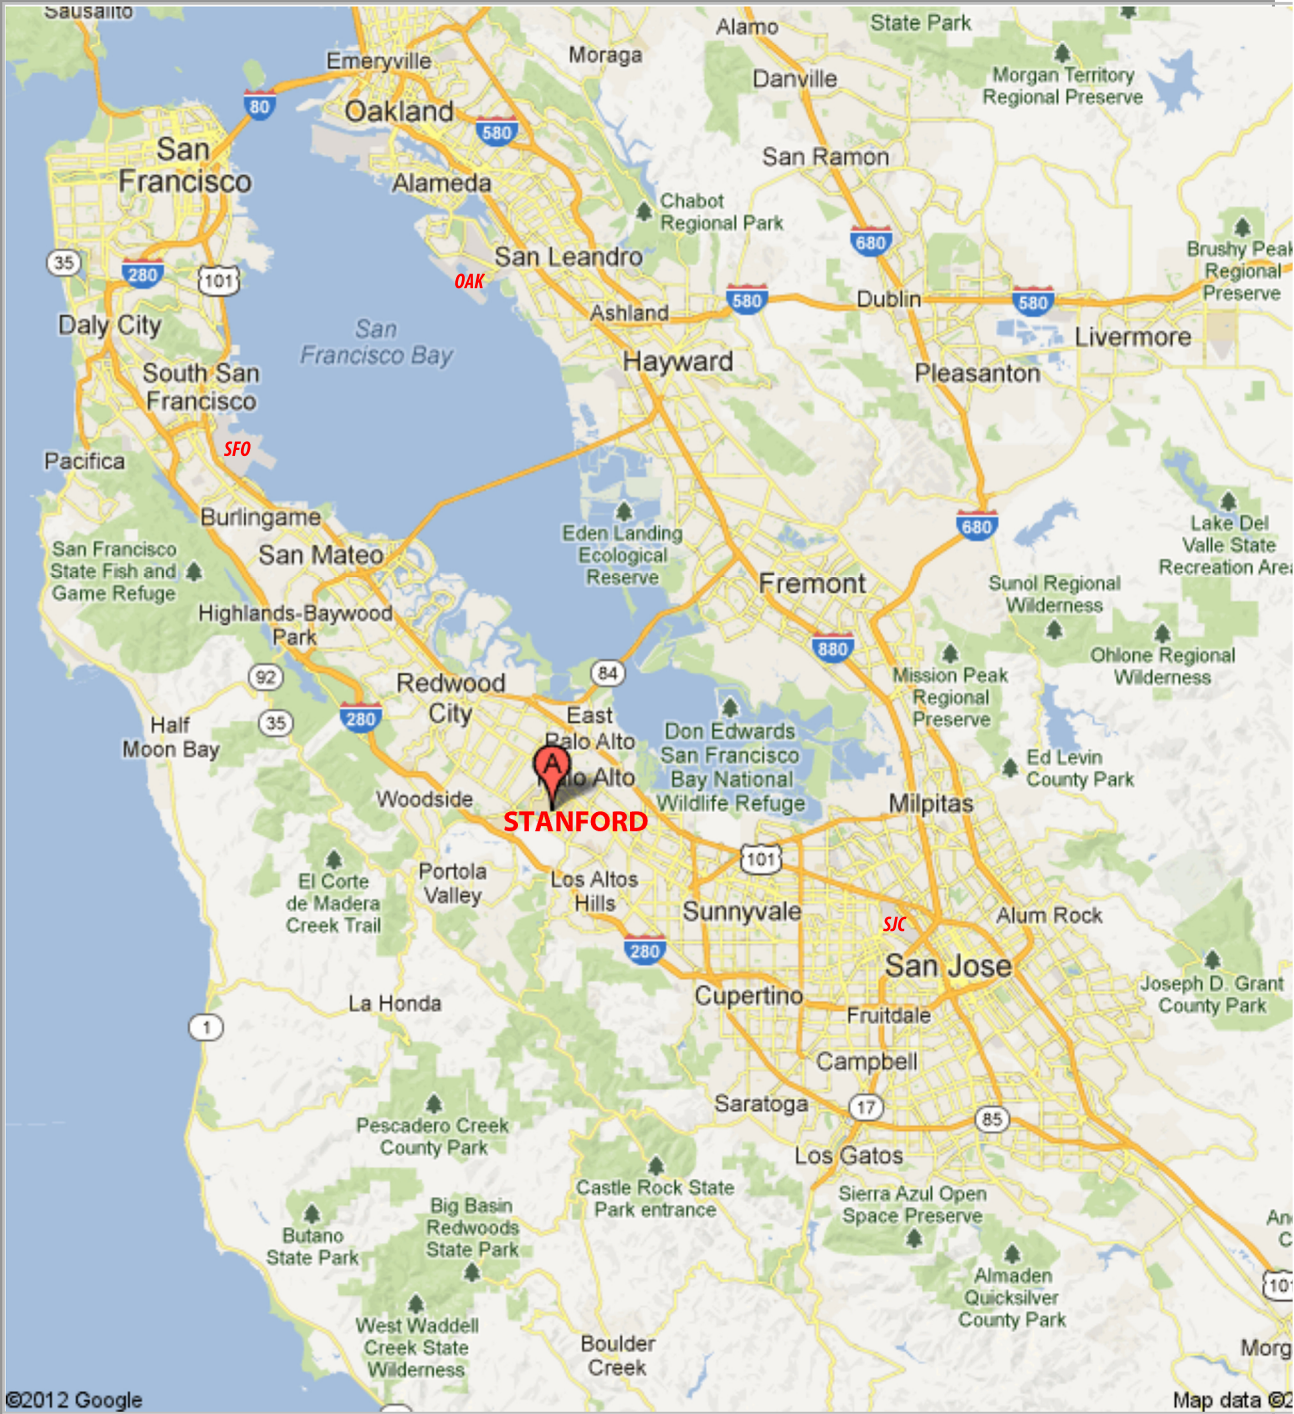 Sausalito
Alamo
State Park
Emeryville
Moraga
Danville
Morgan Territory
Regional Preserve
80
Oakland
580
San
Francisco
San Ramon
Alameda
Chabot
Regional Park
680
Brushy Peak
Regional
Preserve
35
280
101
OAK
San Leandro
580
Dublin
580
Ashland
Daly City
San
Francisco Bay
Livermore
Hayward
Pleasanton
South San
Francisco
SFO
Pacifica
Burlingame
Eden Landing
Ecological
Reserve
680
Lake Del
Valle State
Recreation Area
San Francisco
State Fish and
Game Refuge
San Mateo
Fremont
Sunol Regional
Wilderness
Highlands-Baywood
Park
880
Ohlone Regional
Wilderness
92
84
Mission Peak
Regional
Preserve
Redwood
City
35
280
Half
Moon Bay
East
Palo Alto
Don Edwards
San Francisco
Bay National
Wildlife Refuge
Ed Levin
County Park
A
Palo Alto
Woodside
STANFORD
Milpitas
101
El Corte
de Madera
Creek Trail
Portola
Valley
Los Altos
Hills
Sunnyvale
SJC
Alum Rock
280
San Jose
Joseph D. Grant
County Park
Cupertino
La Honda
1
Fruitdale
Campbell
Pescadero Creek
County Park
Saratoga
17
85
Los Gatos
Castle Rock State
Park entrance
Sierra Azul Open
Space Preserve
Big Basin
Redwoods
State Park
Butano
State Park
An
C
Almaden
Quicksilver
County Park
101
West Waddell
Creek State
Wilderness
Boulder
Creek
Morg
©2012 Google
Map data ©2